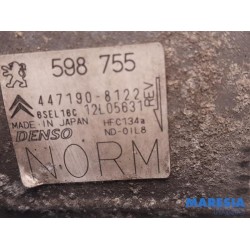 598 755
447190-8122
6SEL16C 12L05631 REV
MADE IN JAPAN HFC134a
DENSO ND-OIL8
NORM
MARESIA